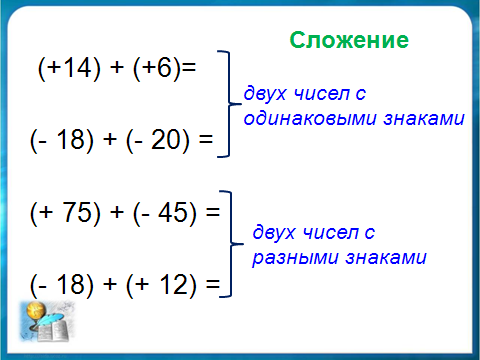 Сложение
(+14) + (+6)=
двух чисел с
одинаковыми знаками
(- 18) + (- 20) =
(+ 75) + (- 45) =
двух чисел с
разными знаками
(- 18) + (+ 12) =